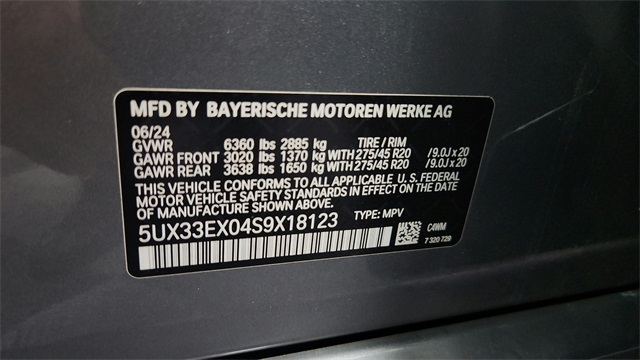 MFD BY BAYERISCHE MOTOREN WERKE AG
06/24
GVWR 6360 lbs 2885 kg TIRE / RIM
GAWR FRONT 3020 lbs 1370 kg WITH 275/45 R20 / 9.0J x 20
GAWR REAR 3638 lbs 1650 kg WITH 275/45 R20 / 9.0J x 20
THIS VEHICLE CONFORMS TO ALL APPLICABLE U.S. FEDERAL
MOTOR VEHICLE SAFETY STANDARDS IN EFFECT ON THE
DATE OF MANUFACTURE SHOWN ABOVE.
5UX33EX04S9X18123 TYPE: MPV
C4WM
7 320 729